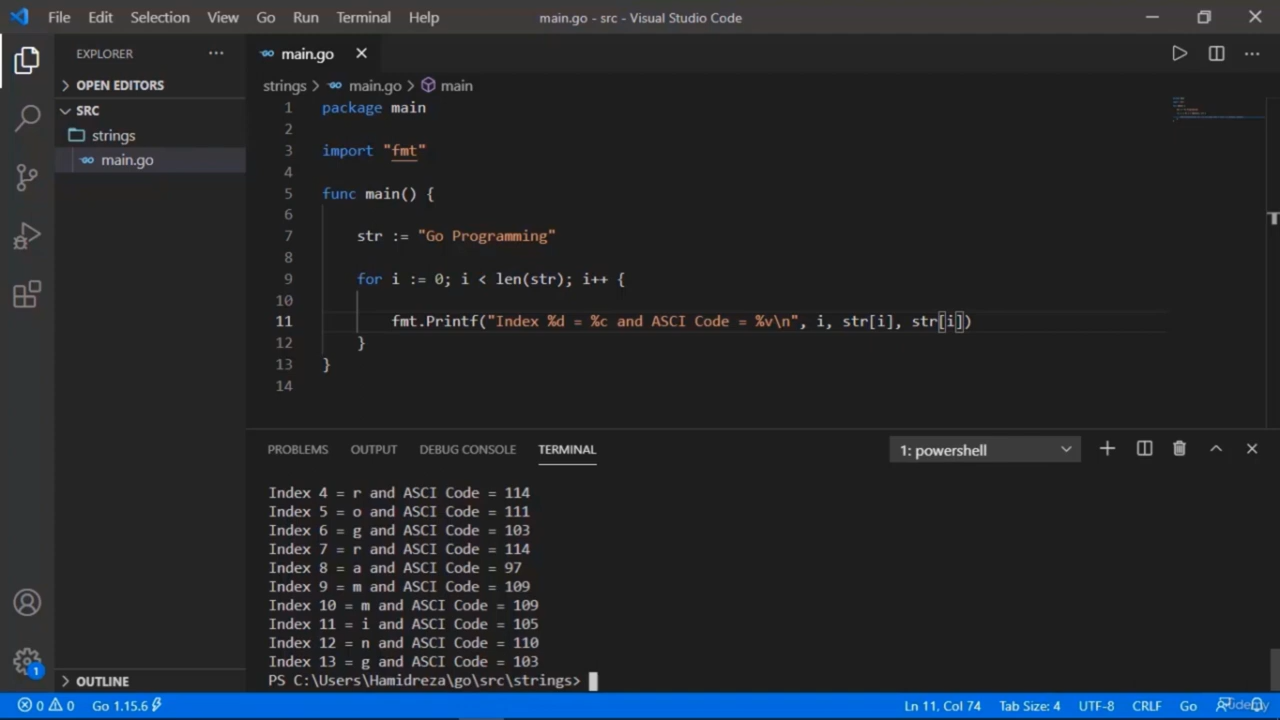 File Edit Selection View Go Run Terminal Help main.go - src - Visual Studio Code
EXPLORER
main.go
OPEN EDITORS
SRC
strings
main.go
strings > main.go > main
1 package main
2
3 import "fmt"
4
5 func main() {
6
7 str := "Go Programming"
8
9 for i := 0; i < len(str); i++ {
10
11 fmt.Printf("Index %d = %c and ASCI Code = %v\n", i, str[i], str[i])
12 }
13 }
14
PROBLEMS OUTPUT DEBUG CONSOLE TERMINAL 1: powershell
Index 4 = r and ASCI Code = 114
Index 5 = o and ASCI Code = 111
Index 6 = g and ASCI Code = 103
Index 7 = r and ASCI Code = 114
Index 8 = a and ASCI Code = 97
Index 9 = m and ASCI Code = 109
Index 10 = m and ASCI Code = 109
Index 11 = i and ASCI Code = 105
Index 12 = n and ASCI Code = 110
Index 13 = g and ASCI Code = 103
PS C:\Users\Hamidreza\go\src\strings>
OUTLINE
1
0 0 Go 1.15.6 Ln 11, Col 74 Tab Size: 4 UTF-8 CRLF Go Udemy